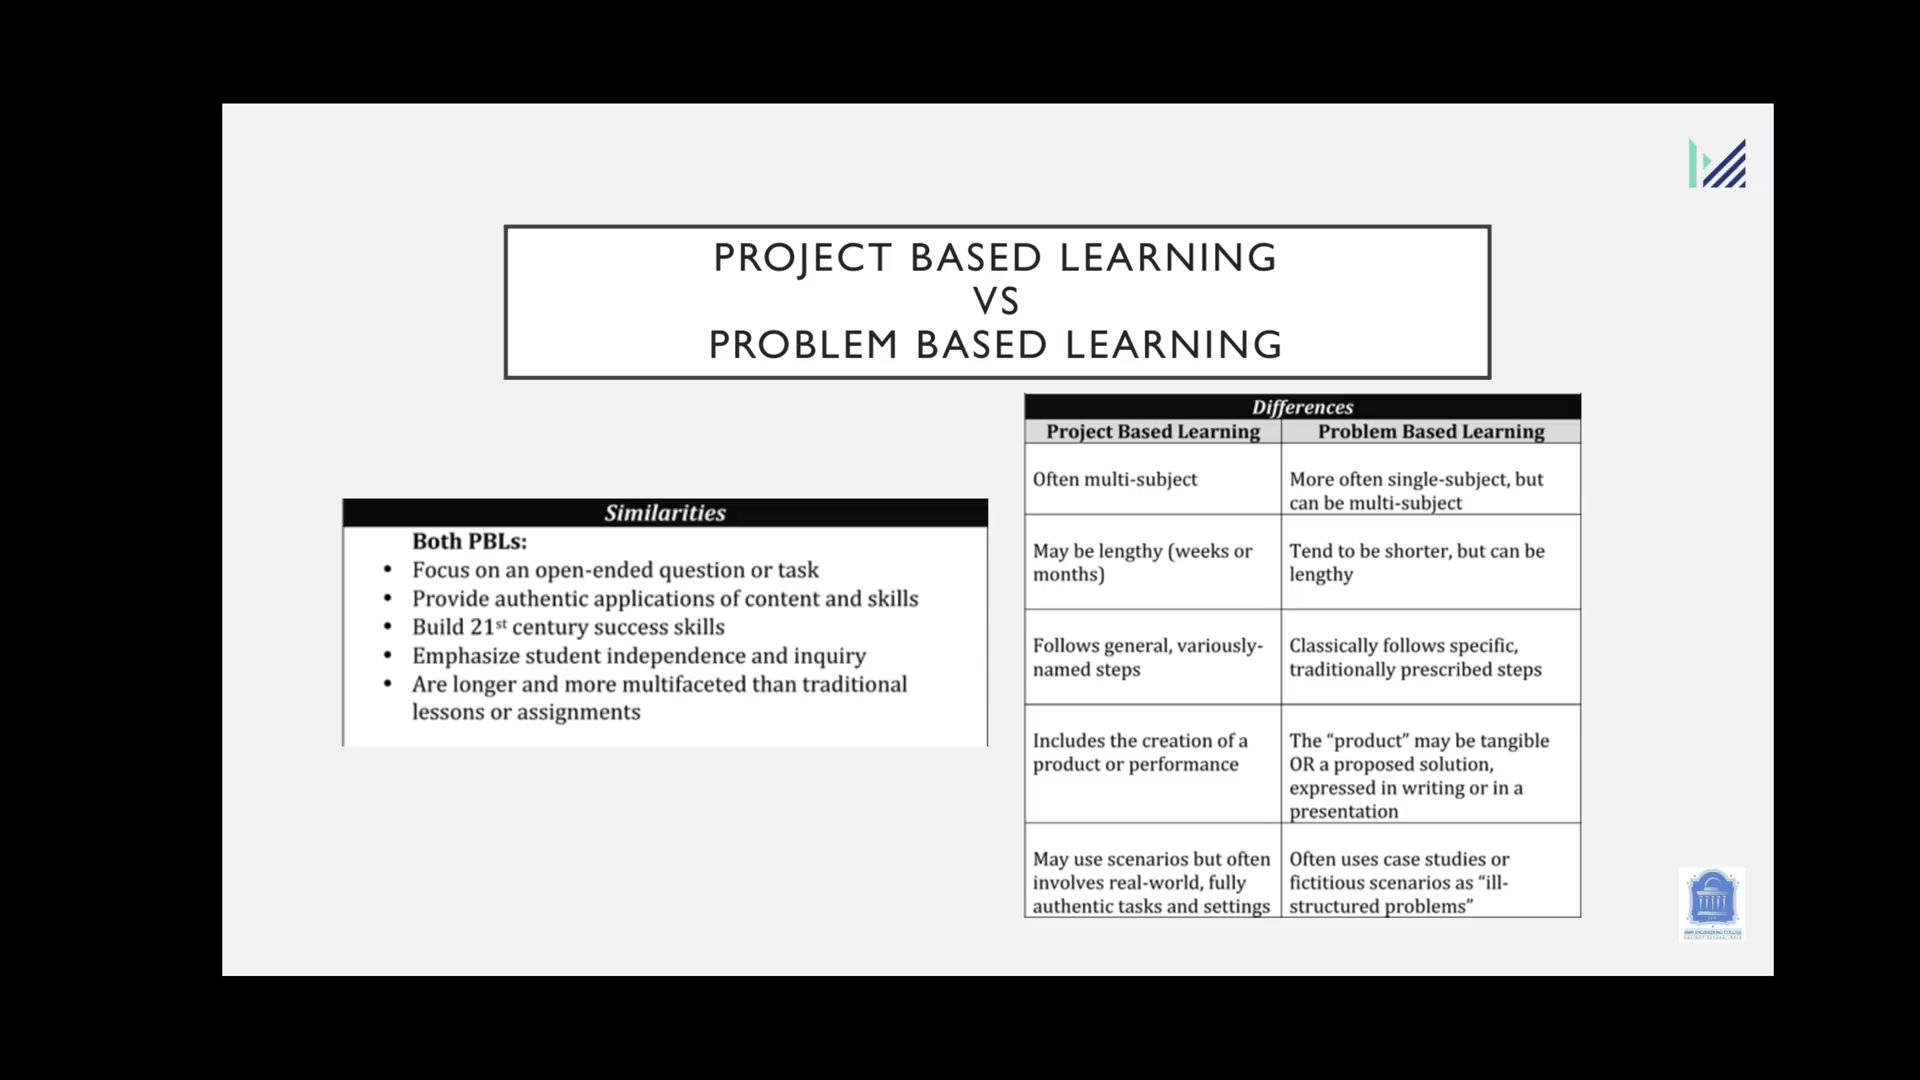 PROJECT BASED LEARNING
VS
PROBLEM BASED LEARNING
Similarities
Both PBLs:
• Focus on an open-ended question or task
• Provide authentic applications of content and skills
• Build 21st century success skills
• Emphasize student independence and inquiry
• Are longer and more multifaceted than traditional
lessons or assignments
Differences
Project Based Learning
Problem Based Learning
Often multi-subject
More often single-subject, but
can be multi-subject
May be lengthy (weeks or
months)
Tend to be shorter, but can be
lengthy
Follows general, variously-
named steps
Classically follows specific,
traditionally prescribed steps
Includes the creation of a
product or performance
The “product” may be tangible
OR a proposed solution,
expressed in writing or in a
presentation
May use scenarios but often
involves real-world, fully
authentic tasks and settings
Often uses case studies or
fictitious scenarios as “ill-
structured problems”
ENGINEERING COLLEGE